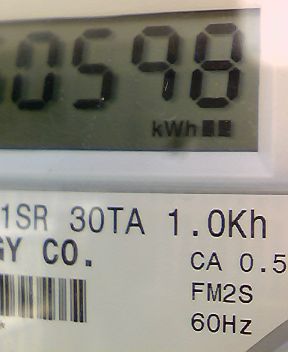 0598
kWh
1SR 30TA 1.0Kh
GY CO.
CA 0.5
FM2S
60Hz